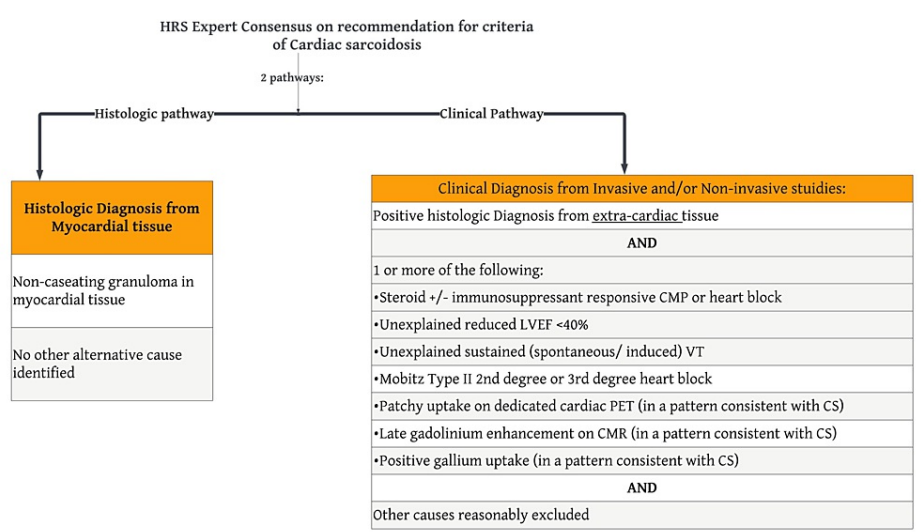 HRS Expert Consensus on recommendation for criteria
of Cardiac sarcoidosis
2 pathways:
Histologic pathway
Clinical Pathway
Histologic Diagnosis from
Myocardial tissue
Non-caseating granuloma in
myocardial tissue
No other alternative cause
identified
Clinical Diagnosis from Invasive and/or Non-invasive stuidies:
Positive histologic Diagnosis from extra-cardiac tissue
AND
1 or more of the following:
•Steroid +/- immunosuppressant responsive CMP or heart block
•Unexplained reduced LVEF <40%
•Unexplained sustained (spontaneous/ induced) VT
•Mobitz Type II 2nd degree or 3rd degree heart block
•Patchy uptake on dedicated cardiac PET (in a pattern consistent with CS)
•Late gadolinium enhancement on CMR (in a pattern consistent with CS)
•Positive gallium uptake (in a pattern consistent with CS)
AND
Other causes reasonably excluded